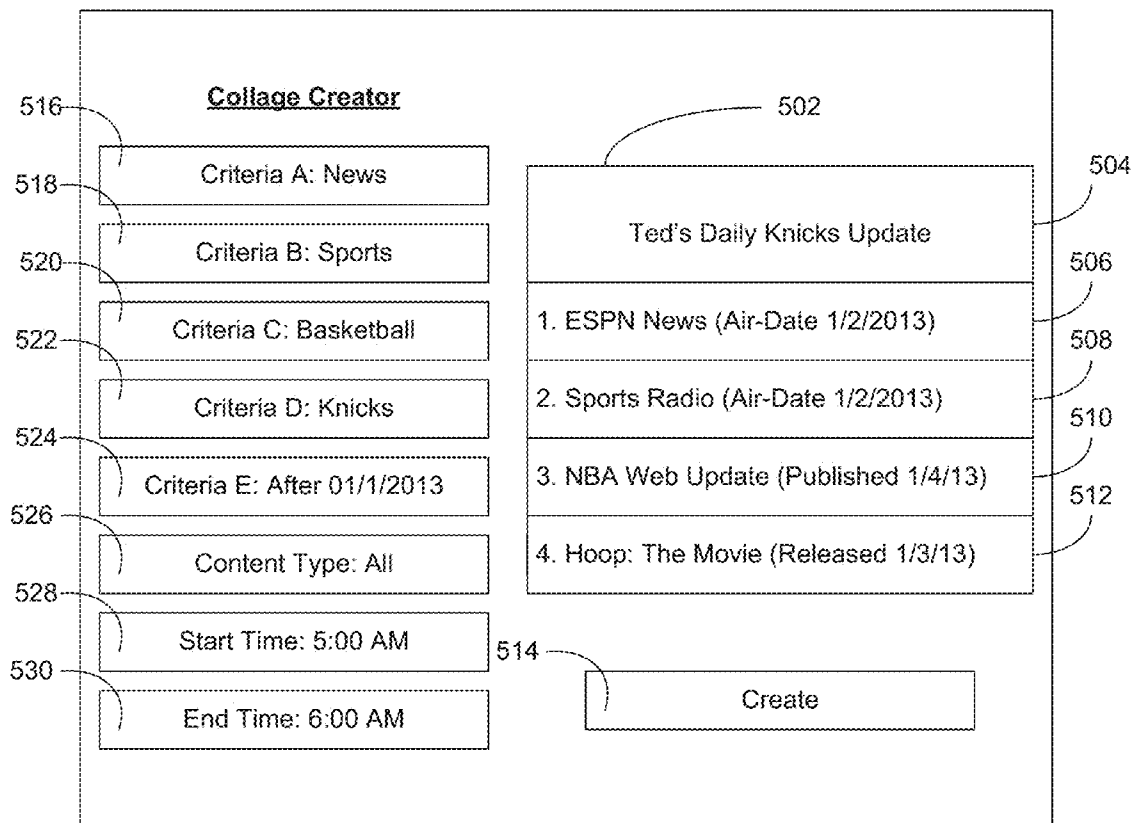 Collage Creator
516
Criteria A: News
518
Criteria B: Sports
520
Criteria C: Basketball
522
Criteria D: Knicks
524
Criteria E: After 01/1/2013
526
Content Type: All
528
Start Time: 5:00 AM
530
End Time: 6:00 AM
502
504
Ted's Daily Knicks Update
506
1. ESPN News (Air-Date 1/2/2013)
508
2. Sports Radio (Air-Date 1/2/2013)
510
3. NBA Web Update (Published 1/4/13)
512
4. Hoop: The Movie (Released 1/3/13)
514
Create